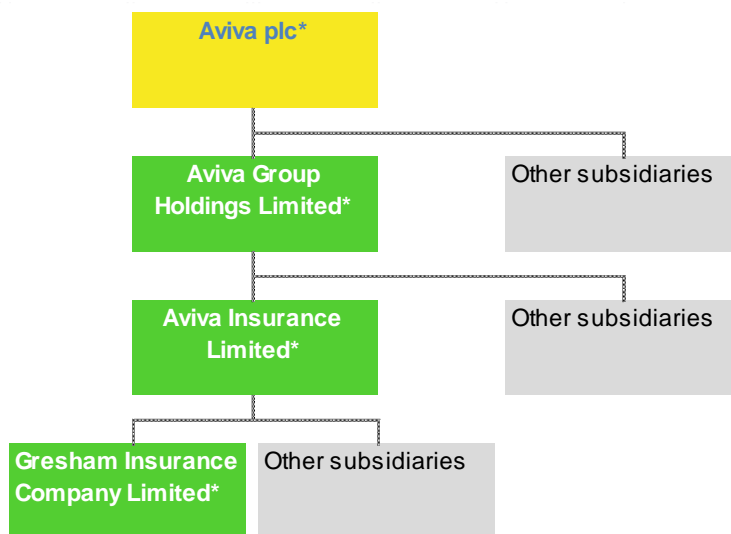 Aviva plc*
Aviva Group
Holdings Limited*
Other subsidiaries
Aviva Insurance
Limited*
Other subsidiaries
Gresham Insurance
Company Limited*
Other subsidiaries